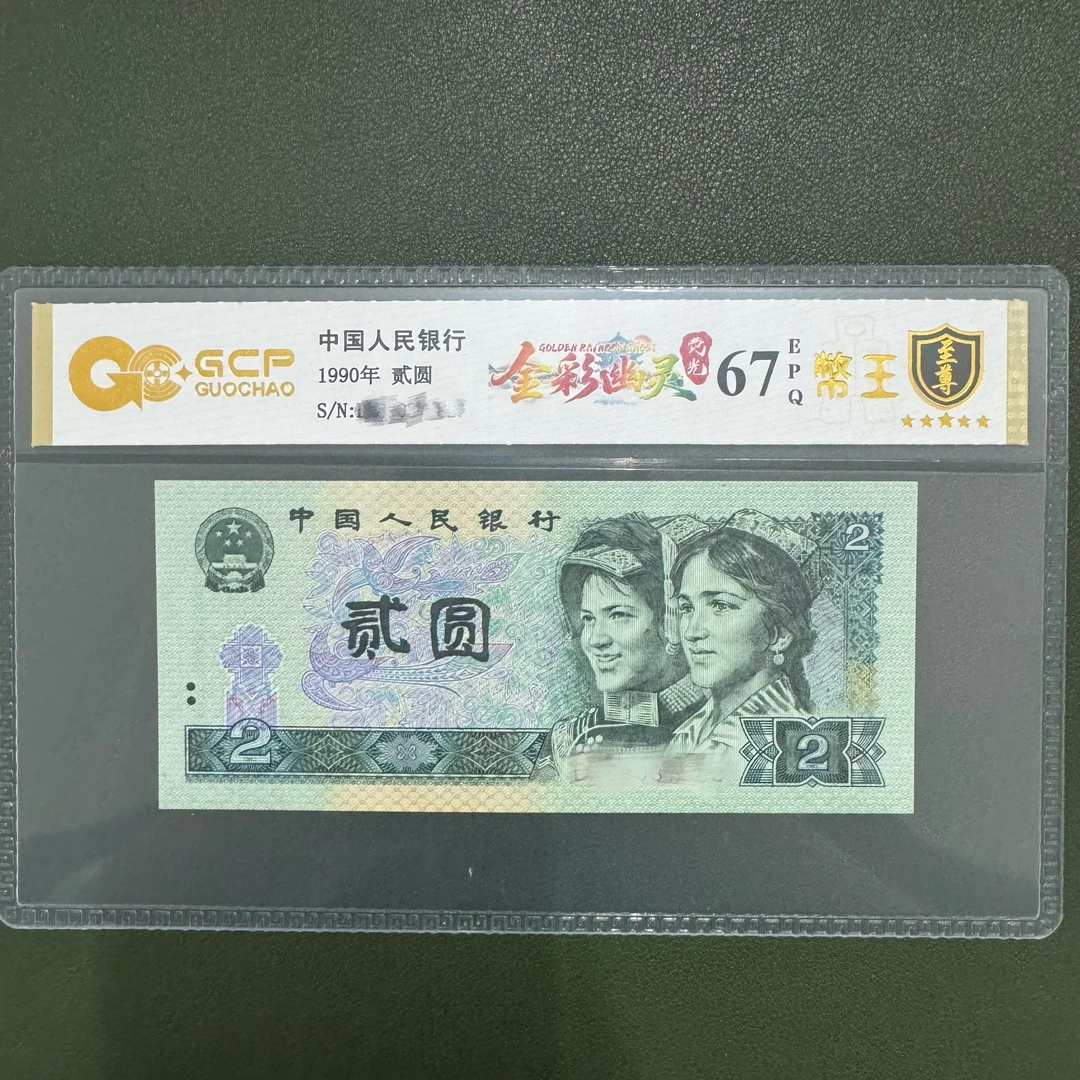 GCP
GUOCHAO
中国人民银行
1990年 贰圆
S/N:
GOLDEN RAINBOW GHOST
金彩幽灵
荧光
67
EPQ
幣王
至尊
中国人民银行
2
贰圆
2
2